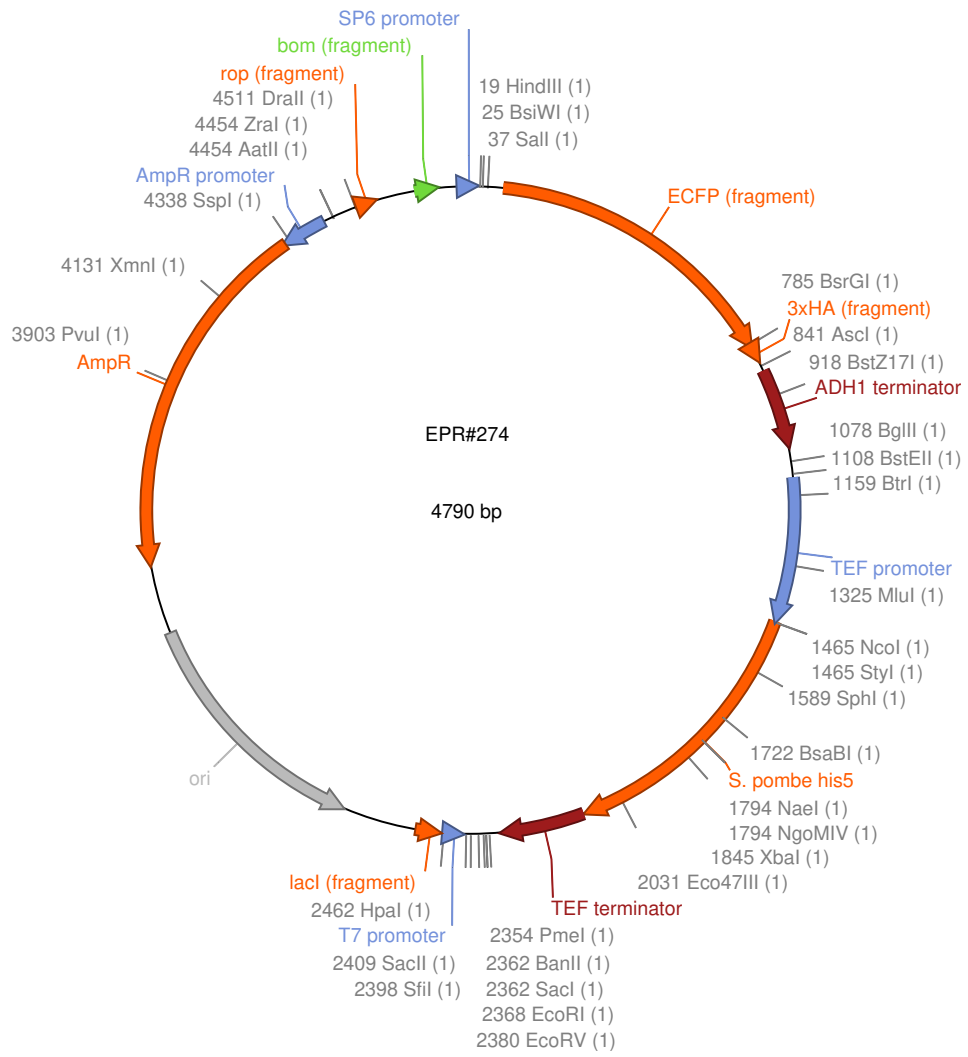 SP6 promoter
bom (fragment)
rop (fragment)
4511 DraII (1)
4454 ZraI (1)
4454 AatII (1)
AmpR promoter
4338 SspI (1)
4131 XmnI (1)
3903 PvuI (1)
AmpR
19 HindIII (1)
25 BsiWI (1)
37 SalI (1)
ECFP (fragment)
785 BsrGI (1)
3xHA (fragment)
841 AscI (1)
918 BstZ17I (1)
ADH1 terminator
1078 BglII (1)
1108 BstEII (1)
1159 BtrI (1)
EPR#274
4790 bp
TEF promoter
1325 MluI (1)
1465 NcoI (1)
1465 StyI (1)
1589 SphI (1)
1722 BsaBI (1)
S. pombe his5
1794 NaeI (1)
1794 NgoMIV (1)
1845 XbaI (1)
2031 Eco47III (1)
TEF terminator
2354 PmeI (1)
2362 BanII (1)
2362 SacI (1)
2368 EcoRI (1)
2380 EcoRV (1)
ori
lacI (fragment)
2462 HpaI (1)
T7 promoter
2409 SacII (1)
2398 SfiI (1)